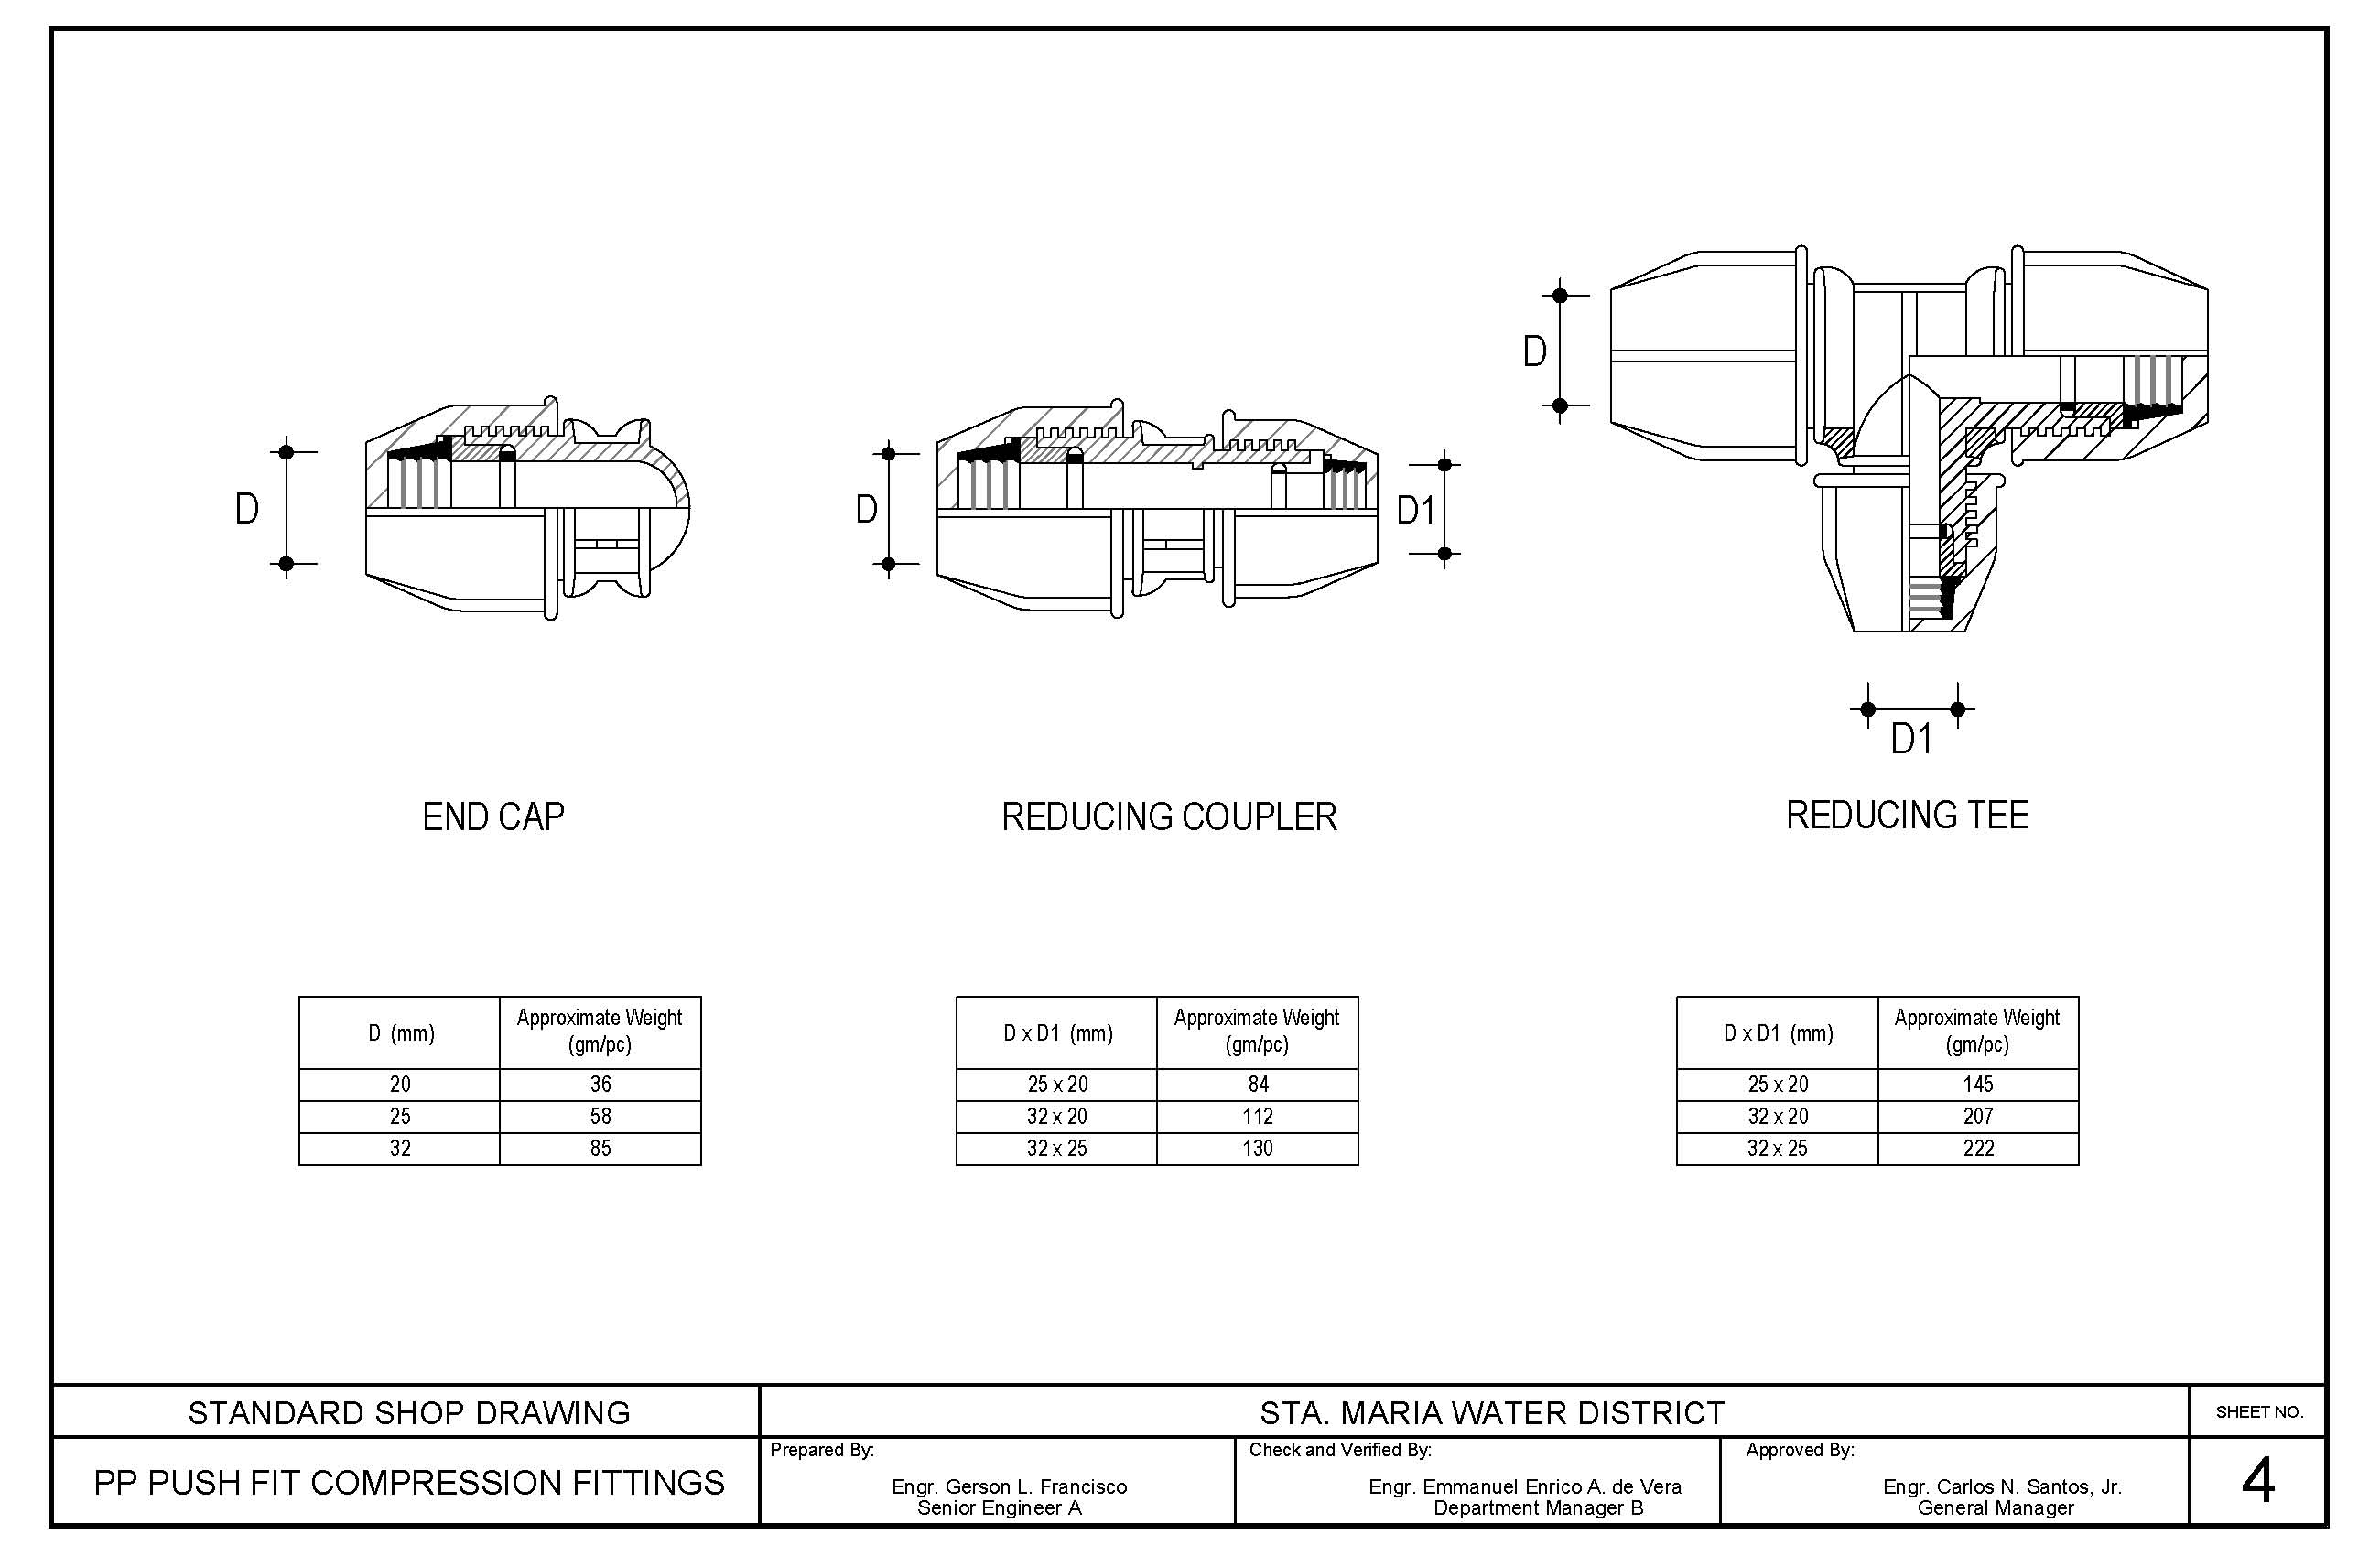 D
D
D1
D
D1
END CAP
REDUCING COUPLER
REDUCING TEE
D (mm)
Approximate Weight
(gm/pc)
20 36
25 58
32 85
D x D1 (mm)
Approximate Weight
(gm/pc)
25 x 20 84
32 x 20 112
32 x 25 130
D x D1 (mm)
Approximate Weight
(gm/pc)
25 x 20 145
32 x 20 207
32 x 25 222
STANDARD SHOP DRAWING
PP PUSH FIT COMPRESSION FITTINGS
STA. MARIA WATER DISTRICT
Prepared By:
Engr. Gerson L. Francisco
Senior Engineer A
Check and Verified By:
Engr. Emmanuel Enrico A. de Vera
Department Manager B
Approved By:
Engr. Carlos N. Santos, Jr.
General Manager
SHEET NO.
4